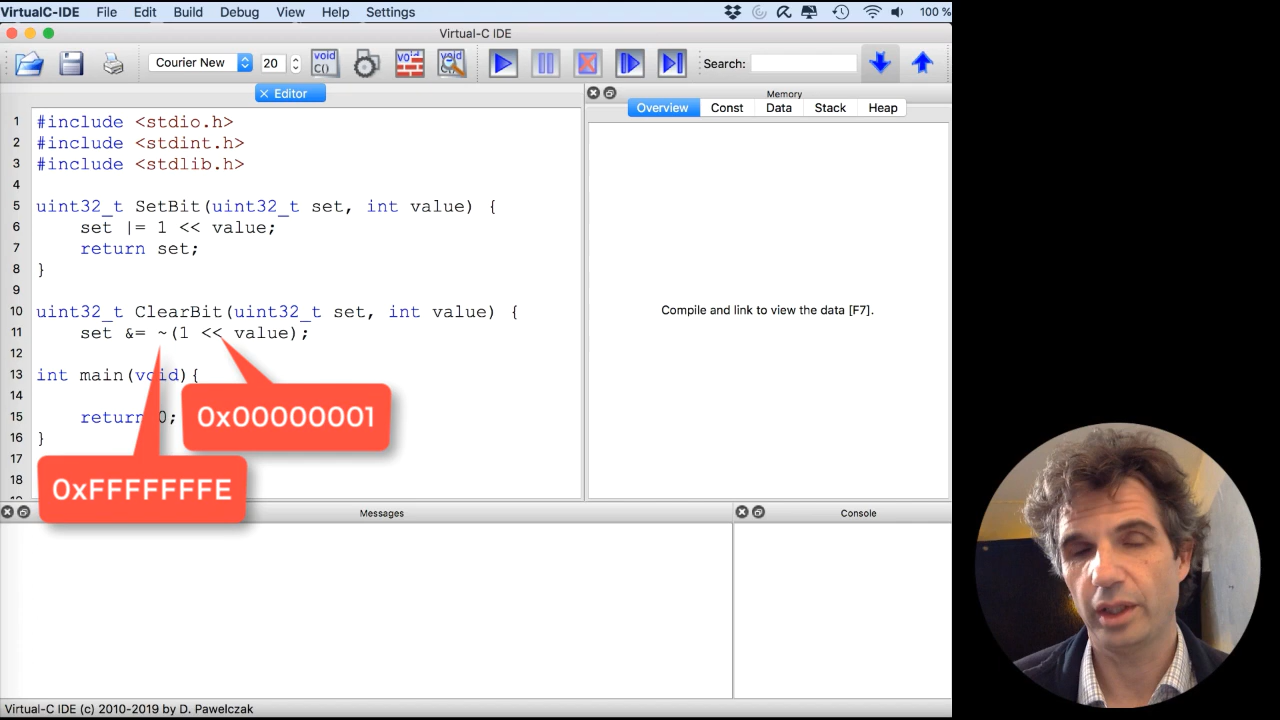 VirtualC-IDE File Edit Build Debug View Help Settings 100 %
Virtual-C IDE
Courier New 20 void C() void void Search:
Editor
Memory
Overview Const Data Stack Heap
1 #include <stdio.h>
2 #include <stdint.h>
3 #include <stdlib.h>
4
5 uint32_t SetBit(uint32_t set, int value) {
6 set |= 1 << value;
7 return set;
8 }
9
10 uint32_t ClearBit(uint32_t set, int value) {
11 set &= ~(1 << value);
12
13 int main(void){
15 return 0;
16 }
17
18
Compile and link to view the data [F7].
0x00000001
0xFFFFFFFE
Messages
Console
Virtual-C IDE (c) 2010-2019 by D. Pawelczak